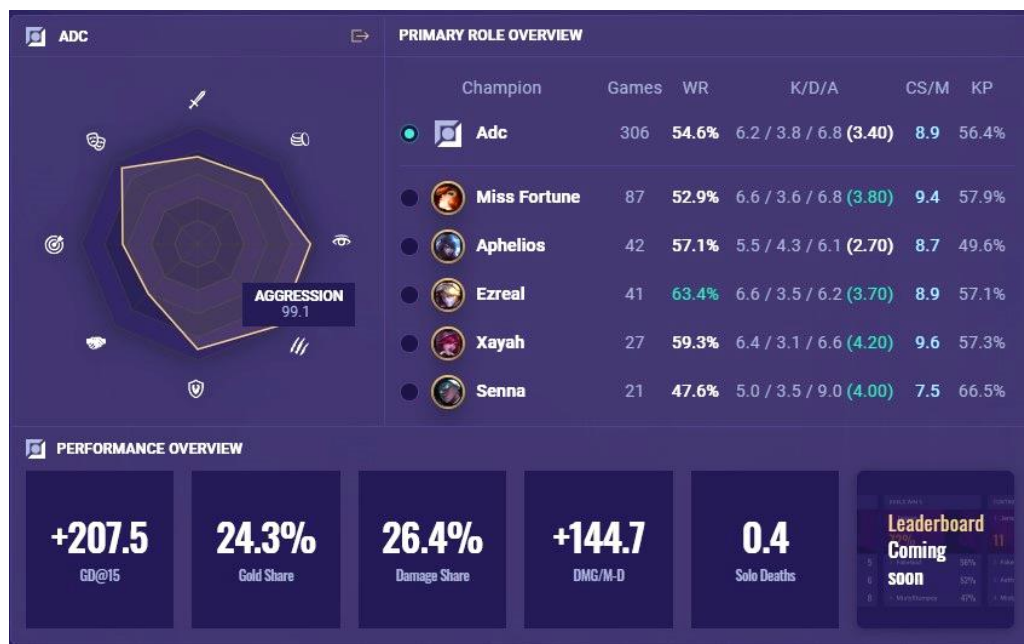 ADC
PRIMARY ROLE OVERVIEW
Champion Games WR K/D/A CS/M KP
Adc 306 54.6% 6.2 / 3.8 / 6.8 (3.40) 8.9 56.4%
Miss Fortune 87 52.9% 6.6 / 3.6 / 6.8 (3.80) 9.4 57.9%
Aphelios 42 57.1% 5.5 / 4.3 / 6.1 (2.70) 8.7 49.6%
Ezreal 41 63.4% 6.6 / 3.5 / 6.2 (3.70) 8.9 57.1%
Xayah 27 59.3% 6.4 / 3.1 / 6.6 (4.20) 9.6 57.3%
Senna 21 47.6% 5.0 / 3.5 / 9.0 (4.00) 7.5 66.5%
AGGRESSION
99.1
PERFORMANCE OVERVIEW
+207.5
GD@15
24.3%
Gold Share
26.4%
Damage Share
+144.7
DMG/M-D
0.4
Solo Deaths
Leaderboard
Coming
soon